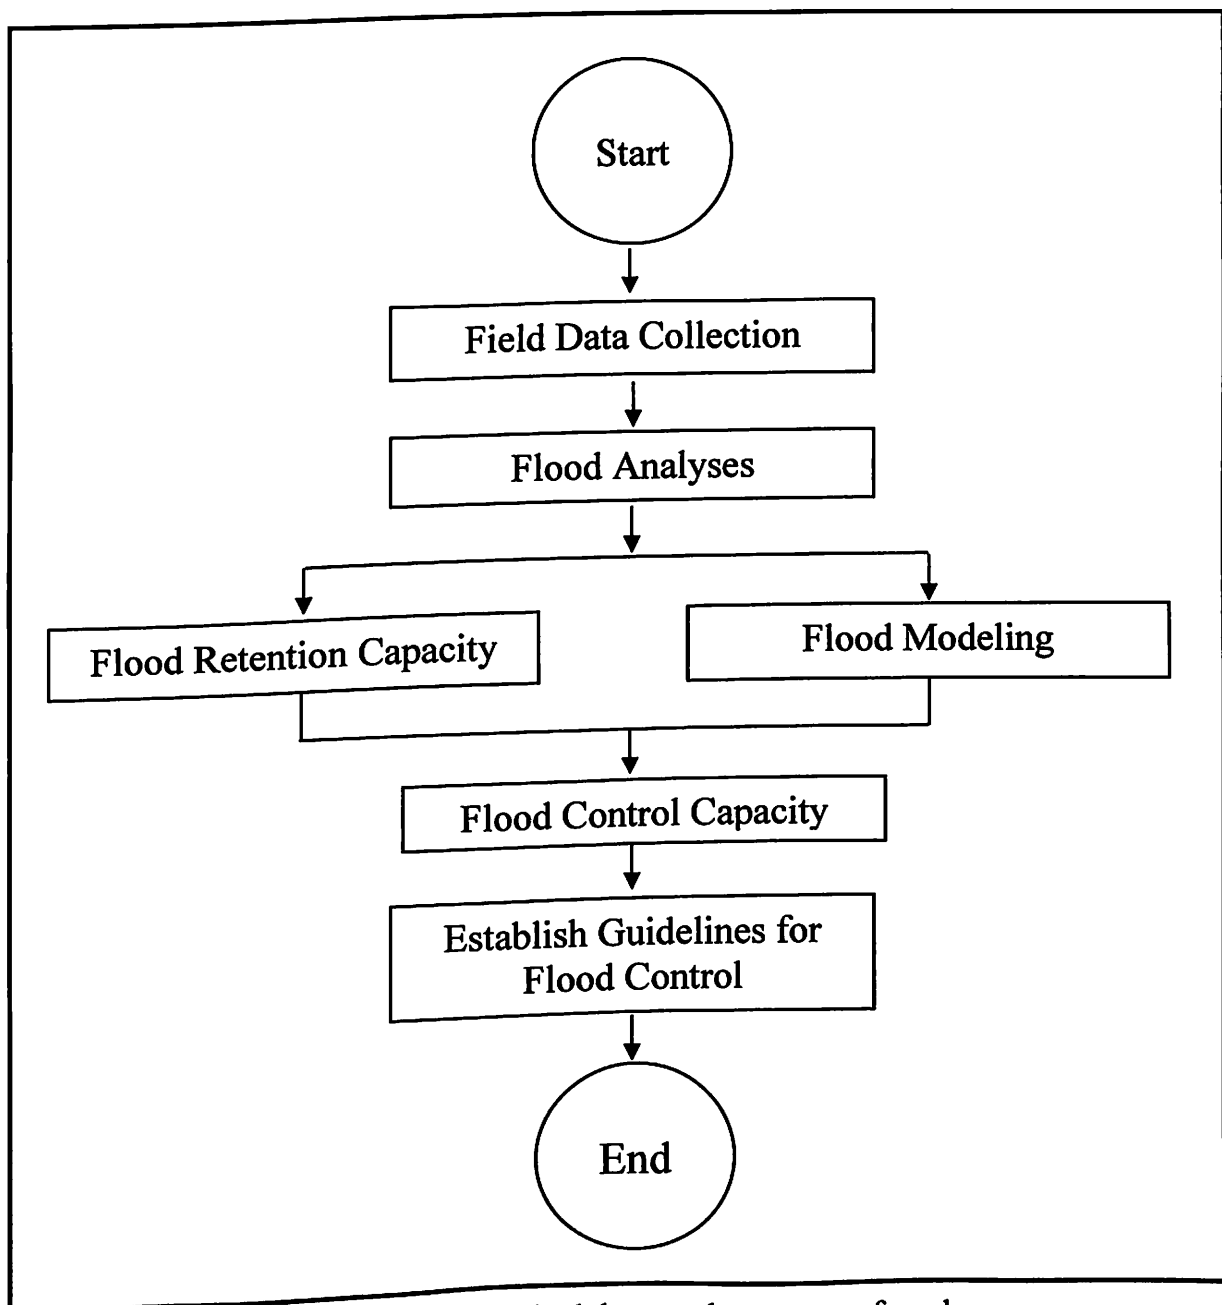 Start
Field Data Collection
Flood Analyses
Flood Retention Capacity
Flood Modeling
Flood Control Capacity
Establish Guidelines for
Flood Control
End